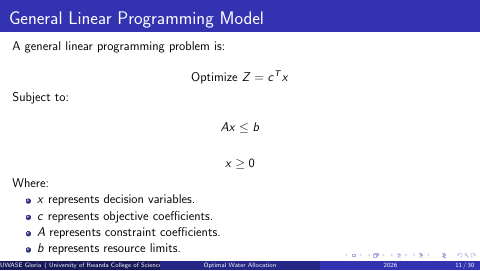 General Linear Programming Model
A general linear programming problem is:
Optimize Z = cᵀx
Subject to:
Ax ≤ b
x ≥ 0
Where:
x represents decision variables.
c represents objective coefficients.
A represents constraint coefficients.
b represents resource limits.
UWASE Gloria ( University of Rwanda College of Science
Optimal Water Allocation
2026
11 / 30